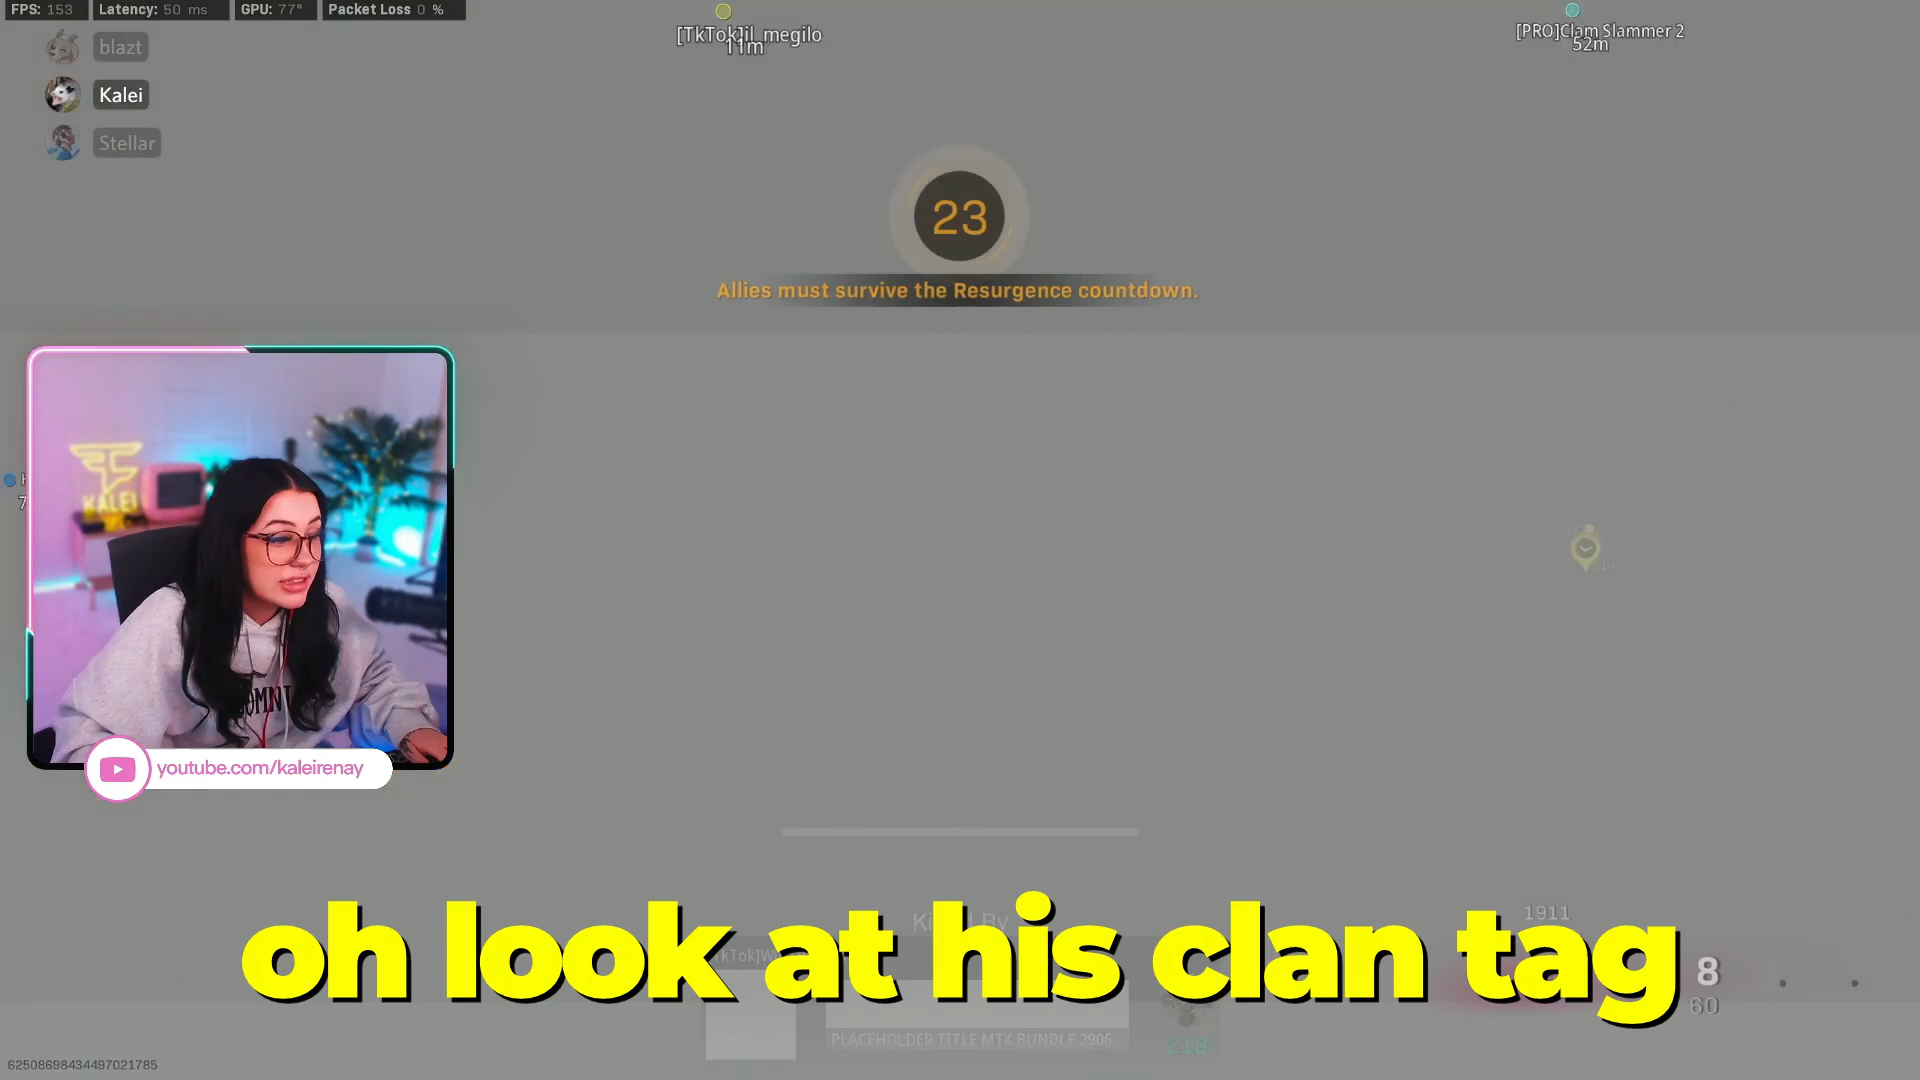 FPS: 153 Latency: 50 ms GPU: 77° Packet Loss 0 %
blazt
Kalei
Stellar
[TkTok]il_megilo
11m
[PRO]Clam Slammer 2
52m
23
Allies must survive the Resurgence countdown.
KALEI
youtube.com/kaleirenay
oh look at his clan tag
1911
8
60
PLACEHOLDER TITLE MTX BUNDLE 2906
218
62508698434497021785